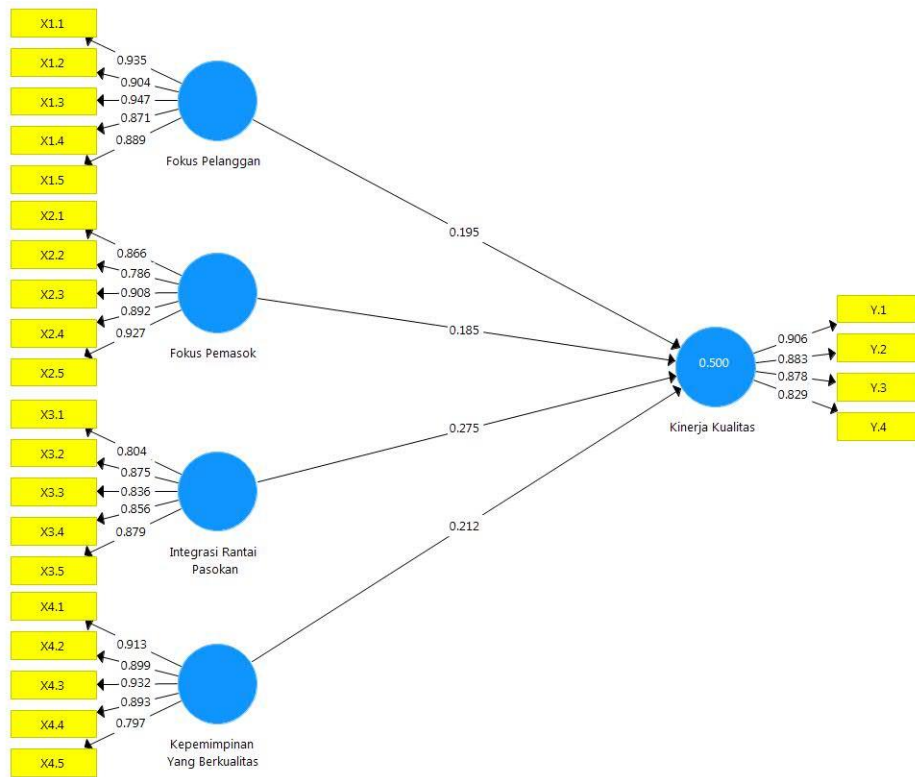 X1.1
X1.2
X1.3
X1.4
X1.5
0.935
0.904
0.947
0.871
0.889
Fokus Pelanggan
X2.1
X2.2
X2.3
X2.4
X2.5
0.866
0.786
0.908
0.892
0.927
Fokus Pemasok
X3.1
X3.2
X3.3
X3.4
X3.5
0.804
0.875
0.836
0.856
0.879
Integrasi Rantai
Pasokan
X4.1
X4.2
X4.3
X4.4
X4.5
0.913
0.899
0.932
0.893
0.797
Kepemimpinan
Yang Berkualitas
0.195
0.185
0.275
0.212
0.500
Kinerja Kualitas
0.906
0.883
0.878
0.829
Y.1
Y.2
Y.3
Y.4